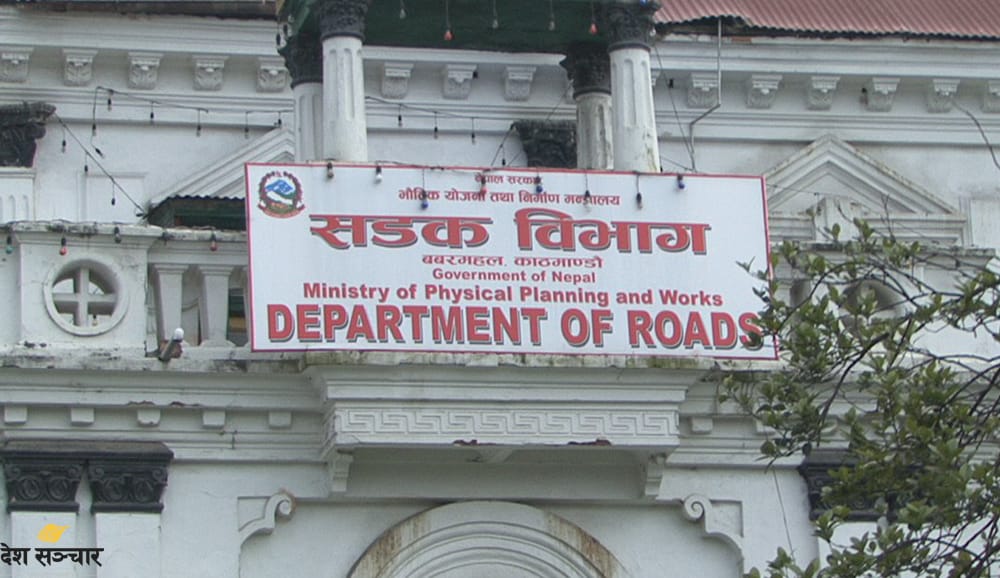 नेपाल सरकार
भौतिक योजना तथा निर्माण मन्त्रालय
सडक विभाग
बबरमहल, काठमाण्डौ
Government of Nepal
Ministry of Physical Planning and Works
DEPARTMENT OF ROADS
देश सञ्चार